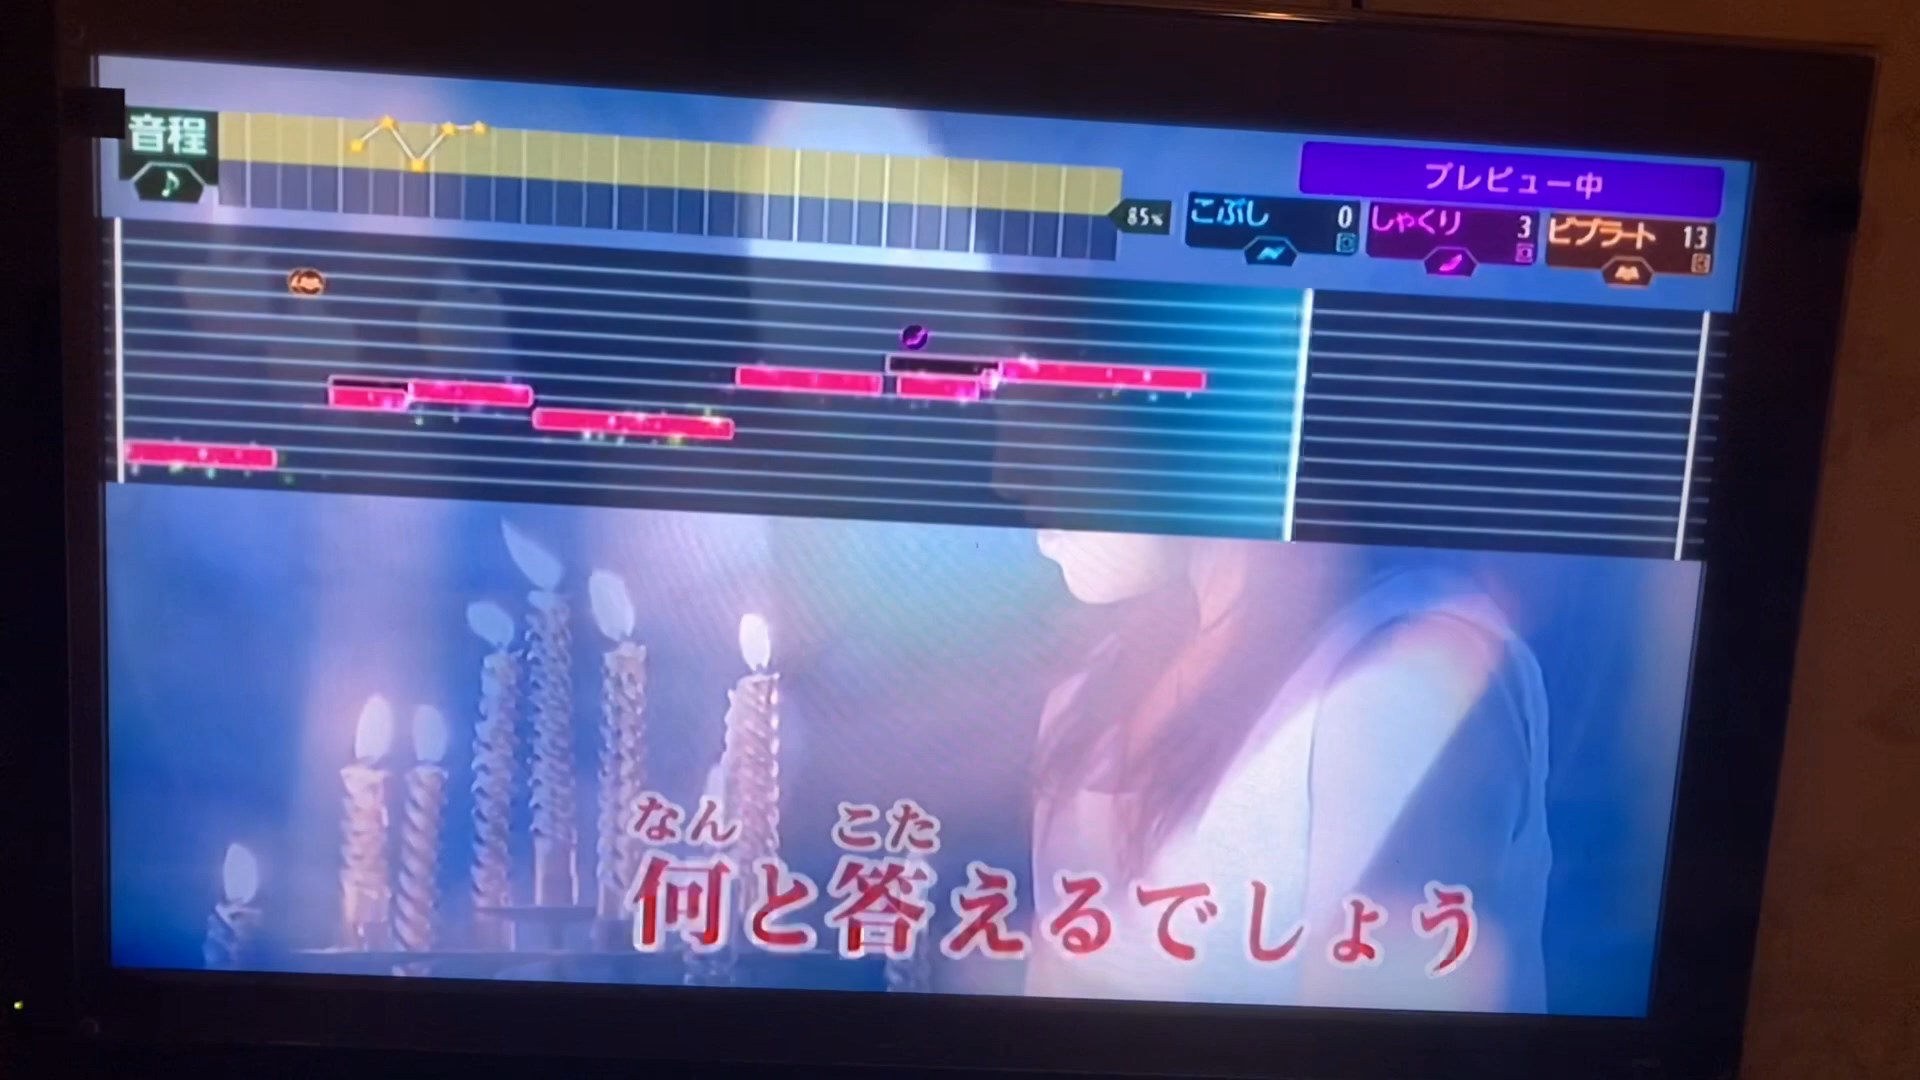 音程
プレビュー中
85%
こぶし 0
しゃくり 3
ビブラート 13
なん こた
何と答えるでしょう